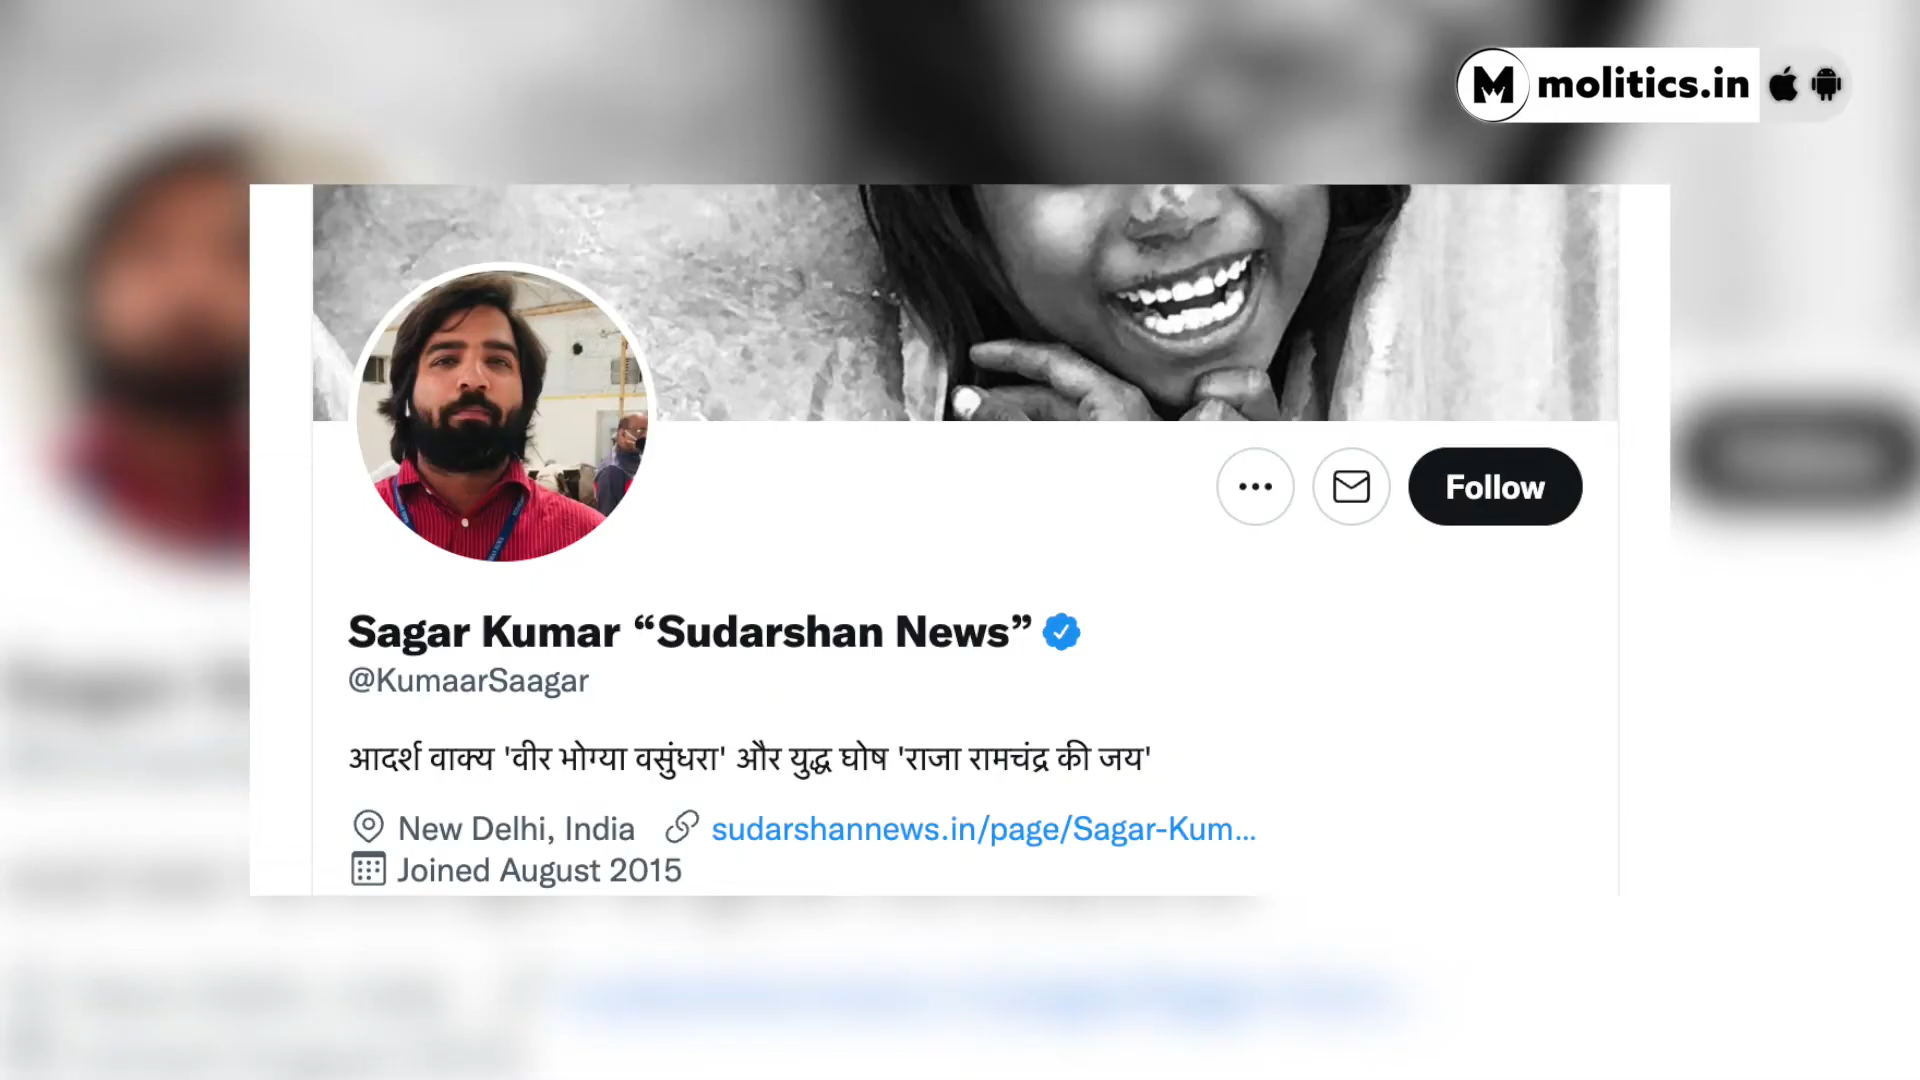 M molitics.in
Follow
Sagar Kumar “Sudarshan News”
@KumaarSaagar
आदर्श वाक्य 'वीर भोग्या वसुंधरा' और युद्ध घोष 'राजा रामचंद्र की जय'
New Delhi, India sudarshannews.in/page/Sagar-Kum...
Joined August 2015